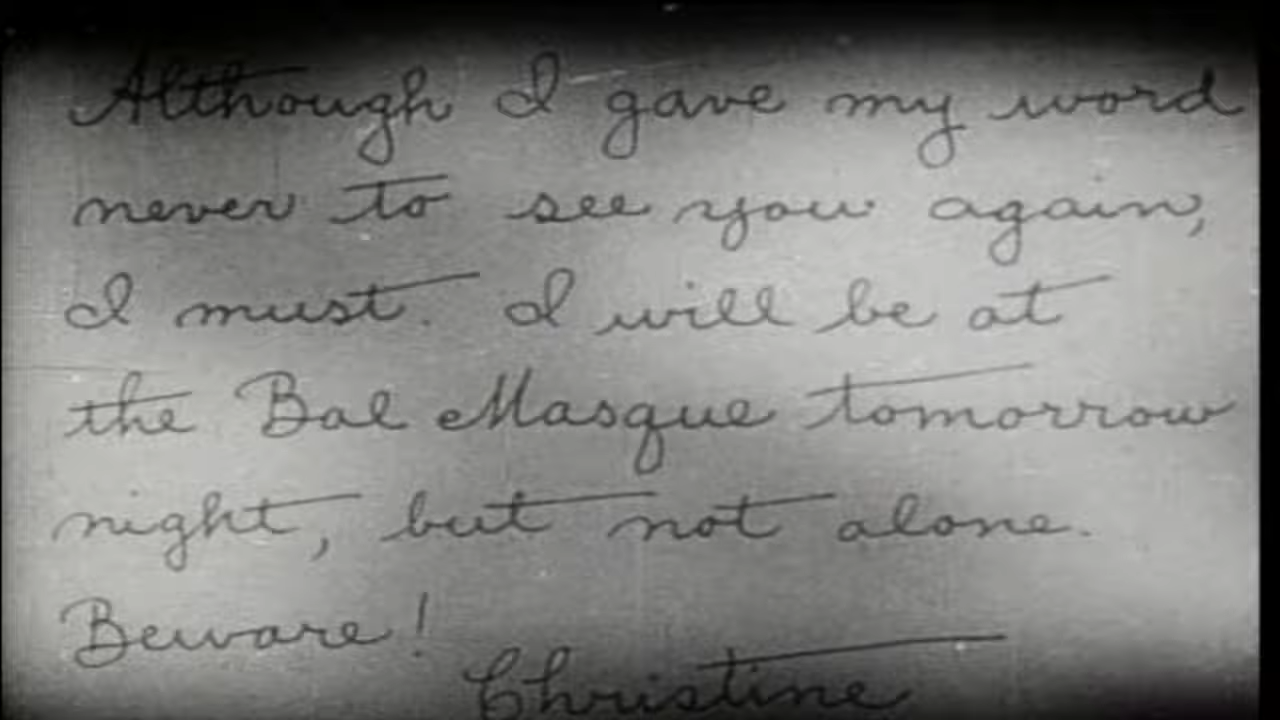 Although I gave my word
never to see you again,
I must. I will be at
the Bal Masque tomorrow
night, but not alone.
Beware!
Christine